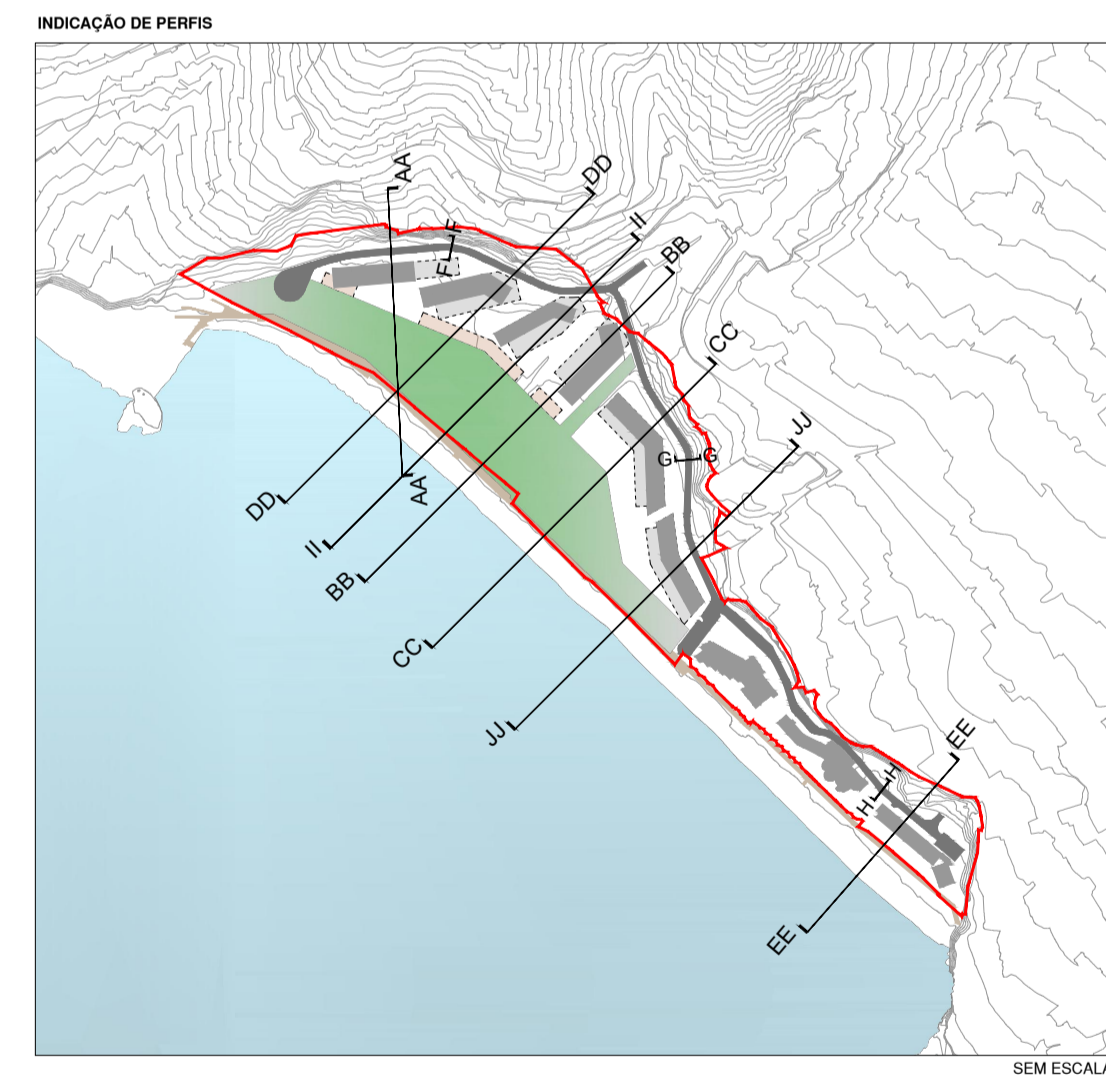 INDICAÇÃO DE PERFIS
AA
DD
II
BB
F
F
CC
JJ
G
G
AA
DD
II
BB
CC
JJ
EE
H
H
EE
SEM ESCALA